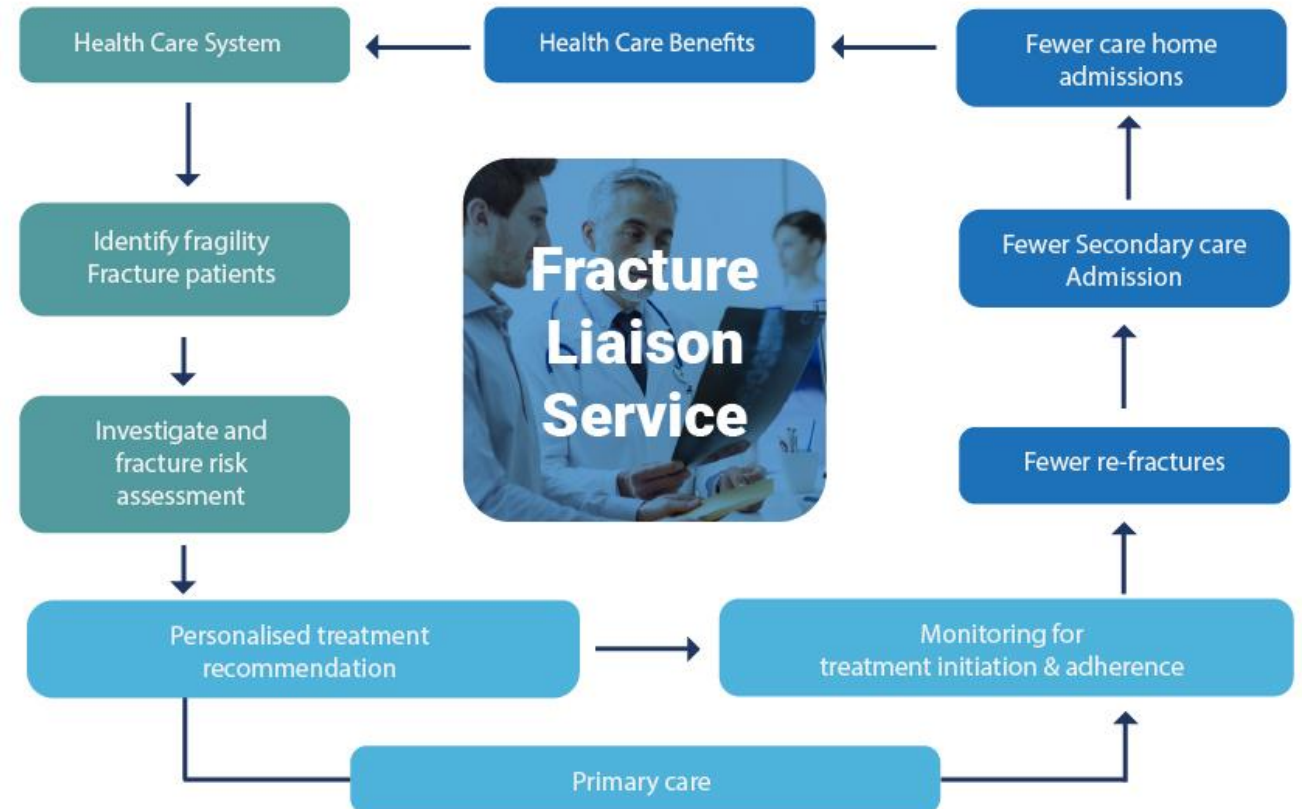 Health Care System
Health Care Benefits
Fewer care home
admissions
Identify fragility
Fracture patients
Fracture
Liaison
Service
Fewer Secondary care
Admission
Investigate and
fracture risk
assessment
Fewer re-fractures
Personalised treatment
recommendation
Monitoring for
treatment initiation & adherence
Primary care